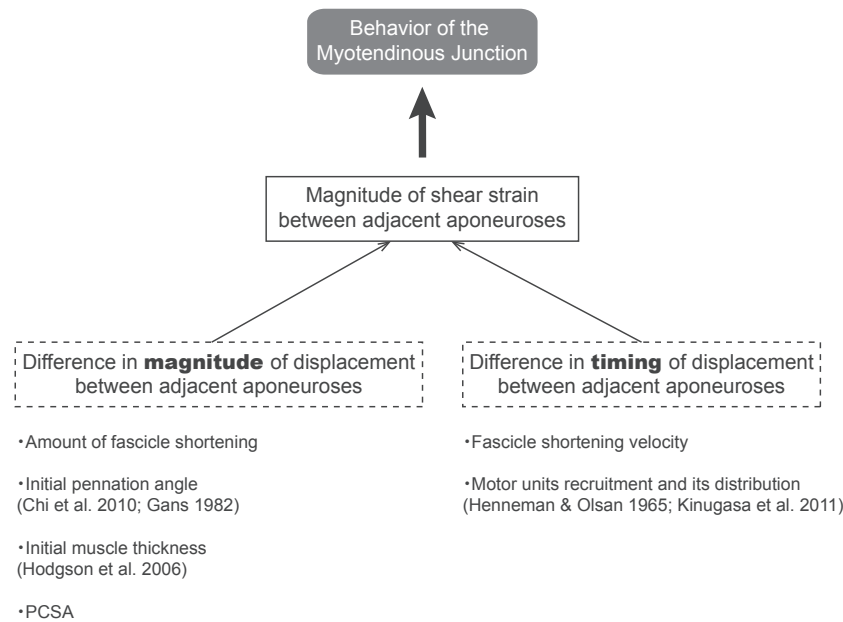 Behavior of the
Myotendinous Junction
Magnitude of shear strain
between adjacent aponeuroses
Difference in magnitude of displacement
between adjacent aponeuroses
Difference in timing of displacement
between adjacent aponeuroses
・Amount of fascicle shortening
・Initial pennation angle
(Chi et al. 2010; Gans 1982)
・Initial muscle thickness
(Hodgson et al. 2006)
・PCSA
・Fascicle shortening velocity
・Motor units recruitment and its distribution
(Henneman & Olsan 1965; Kinugasa et al. 2011)